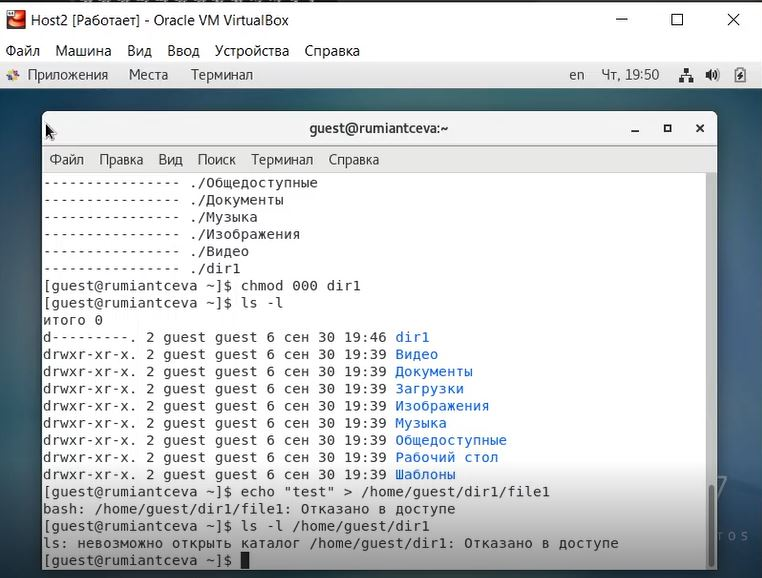 Host2 [Работает] - Oracle VM VirtualBox
Файл Машина Вид Ввод Устройства Справка
Приложения Места Терминал en Чт, 19:50
guest@rumiantceva:~
Файл Правка Вид Поиск Терминал Справка
---------------- ./Общедоступные
---------------- ./Документы
---------------- ./Музыка
---------------- ./Изображения
---------------- ./Видео
---------------- ./dir1
[guest@rumiantceva ~]$ chmod 000 dir1
[guest@rumiantceva ~]$ ls -l
итого 0
d---------. 2 guest guest 6 сен 30 19:46 dir1
drwxr-xr-x. 2 guest guest 6 сен 30 19:39 Видео
drwxr-xr-x. 2 guest guest 6 сен 30 19:39 Документы
drwxr-xr-x. 2 guest guest 6 сен 30 19:39 Загрузки
drwxr-xr-x. 2 guest guest 6 сен 30 19:39 Изображения
drwxr-xr-x. 2 guest guest 6 сен 30 19:39 Музыка
drwxr-xr-x. 2 guest guest 6 сен 30 19:39 Общедоступные
drwxr-xr-x. 2 guest guest 6 сен 30 19:39 Рабочий стол
drwxr-xr-x. 2 guest guest 6 сен 30 19:39 Шаблоны
[guest@rumiantceva ~]$ echo "test" > /home/guest/dir1/file1
bash: /home/guest/dir1/file1: Отказано в доступе
[guest@rumiantceva ~]$ ls -l /home/guest/dir1
ls: невозможно открыть каталог /home/guest/dir1: Отказано в доступе
[guest@rumiantceva ~]$
7
TOS